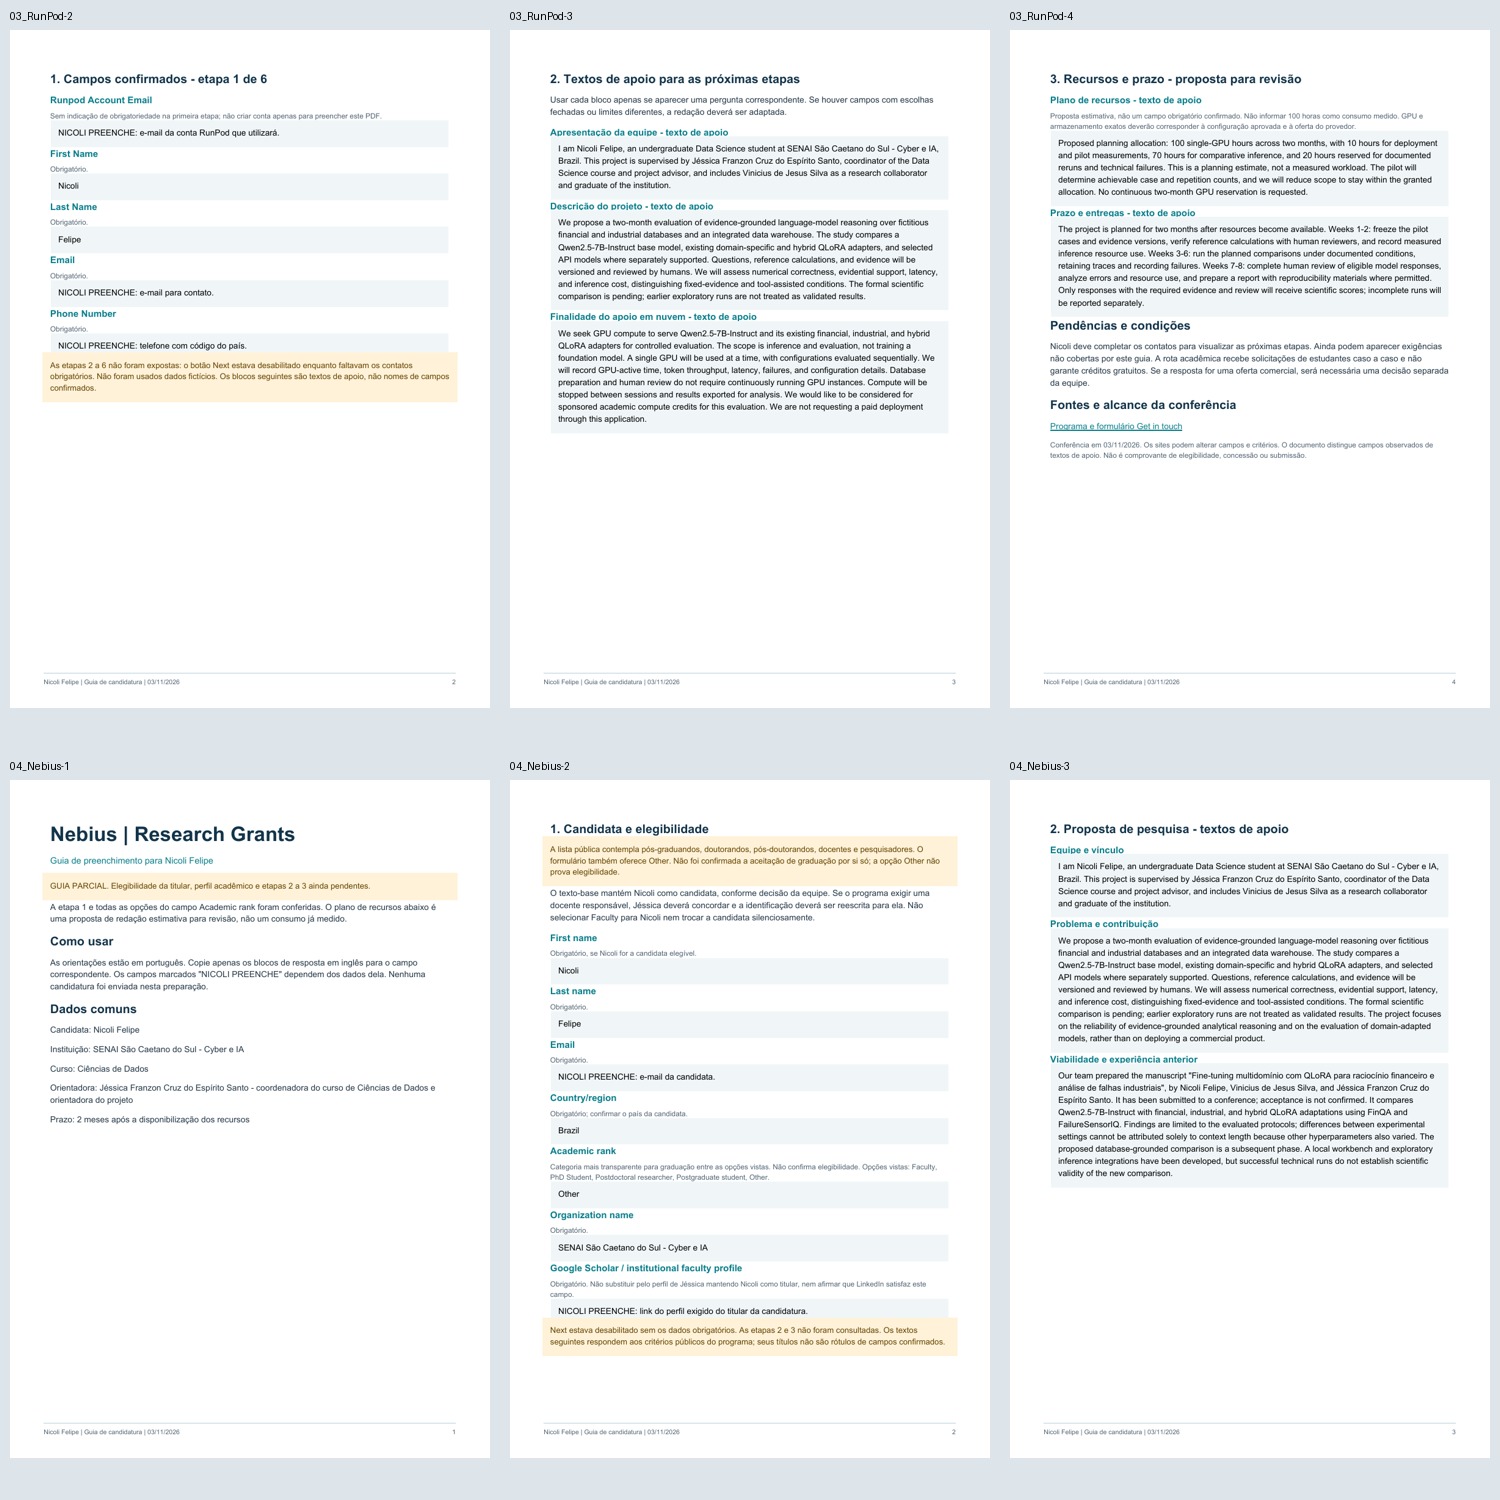 03_RunPod-2
1. Campos confirmados - etapa 1 de 6
Runpod Account Email
Sem indicação de obrigatoriedade na primeira etapa; não criar conta apenas para preencher este PDF.
NICOLI PREENCHE: e-mail da conta RunPod que utilizará.
First Name
Obrigatório.
Nicoli
Last Name
Obrigatório.
Felipe
Email
Obrigatório.
NICOLI PREENCHE: e-mail para contato.
Phone Number
Obrigatório.
NICOLI PREENCHE: telefone com código do país.
As etapas 2 a 6 não foram expostas: o botão Next estava desabilitado enquanto faltavam os contatos
obrigatórios. Não foram usados dados fictícios. Os blocos seguintes são textos de apoio, não nomes de campos
confirmados.
Nicoli Felipe | Guia de candidatura | 03/11/2026
2
03_RunPod-3
2. Textos de apoio para as próximas etapas
Usar cada bloco apenas se aparecer uma pergunta correspondente. Se houver campos com escolhas
fechadas ou limites diferentes, a redação deverá ser adaptada.
Apresentação da equipe - texto de apoio
I am Nicoli Felipe, an undergraduate Data Science student at SENAI São Caetano do Sul - Cyber e IA,
Brazil. This project is supervised by Jéssica Franzon Cruz do Espírito Santo, coordinator of the Data
Science course and project advisor, and includes Vinicius de Jesus Silva as a research collaborator
and graduate of the institution.
Descrição do projeto - texto de apoio
We propose a two-month evaluation of evidence-grounded language-model reasoning over fictitious
financial and industrial databases and an integrated data warehouse. The study compares a
Qwen2.5-7B-Instruct base model, existing domain-specific and hybrid QLoRA adapters, and selected
API models where separately supported. Questions, reference calculations, and evidence will be
versioned and reviewed by humans. We will assess numerical correctness, evidential support, latency,
and inference cost, distinguishing fixed-evidence and tool-assisted conditions. The formal scientific
comparison is pending; earlier exploratory runs are not treated as validated results.
Finalidade do apoio em nuvem - texto de apoio
We seek GPU compute to serve Qwen2.5-7B-Instruct and its existing financial, industrial, and hybrid
QLoRA adapters for controlled evaluation. The scope is inference and evaluation, not training a
foundation model. A single GPU will be used at a time, with configurations evaluated sequentially. We
will record GPU-active time, token throughput, latency, failures, and configuration details. Database
preparation and human review do not require continuously running GPU instances. Compute will be
stopped between sessions and results exported for analysis. We would like to be considered for
sponsored academic compute credits for this evaluation. We are not requesting a paid deployment
through this application.
Nicoli Felipe | Guia de candidatura | 03/11/2026
3
03_RunPod-4
3. Recursos e prazo - proposta para revisão
Plano de recursos - texto de apoio
Proposta estimativa, não um campo obrigatório confirmado. Não informar 100 horas como consumo medido. GPU e
armazenamento exatos deverão corresponder à configuração aprovada e à oferta do provedor.
Proposed planning allocation: 100 single-GPU hours across two months, with 10 hours for deployment
and pilot measurements, 70 hours for comparative inference, and 20 hours reserved for documented
reruns and technical failures. This is a planning estimate, not a measured workload. The pilot will
determine achievable case and repetition counts, and we will reduce scope to stay within the granted
allocation. No continuous two-month GPU reservation is requested.
Prazo e entregas - texto de apoio
The project is planned for two months after resources become available. Weeks 1-2: freeze the pilot
cases and evidence versions, verify reference calculations with human reviewers, and record measured
inference resource use. Weeks 3-6: run the planned comparisons under documented conditions,
retaining traces and recording failures. Weeks 7-8: complete human review of eligible model responses,
analyze errors and resource use, and prepare a report with reproducibility materials where permitted.
Only responses with the required evidence and review will receive scientific scores; incomplete runs will
be reported separately.
Pendências e condições
Nicoli deve completar os contatos para visualizar as próximas etapas. Ainda podem aparecer exigências
não cobertas por este guia. A rota acadêmica recebe solicitações de estudantes caso a caso e não
garante créditos gratuitos. Se a resposta for uma oferta comercial, será necessária uma decisão separada
da equipe.
Fontes e alcance da conferência
Programa e formulário Get in touch
Conferência em 03/11/2026. Os sites podem alterar campos e critérios. O documento distingue campos observados de
textos de apoio. Não é comprovante de elegibilidade, concessão ou submissão.
Nicoli Felipe | Guia de candidatura | 03/11/2026
4
04_Nebius-1
Nebius | Research Grants
Guia de preenchimento para Nicoli Felipe
GUIA PARCIAL. Elegibilidade da titular, perfil acadêmico e etapas 2 a 3 ainda pendentes.
A etapa 1 e todas as opções do campo Academic rank foram conferidas. O plano de recursos abaixo é
uma proposta de redação estimativa para revisão, não um consumo já medido.
Como usar
As orientações estão em português. Copie apenas os blocos de resposta em inglês para o campo
correspondente. Os campos marcados "NICOLI PREENCHE" dependem dos dados dela. Nenhuma
candidatura foi enviada nesta preparação.
Dados comuns
Candidata: Nicoli Felipe
Instituição: SENAI São Caetano do Sul - Cyber e IA
Curso: Ciências de Dados
Orientadora: Jéssica Franzon Cruz do Espírito Santo - coordenadora do curso de Ciências de Dados e
orientadora do projeto
Prazo: 2 meses após a disponibilização dos recursos
Nicoli Felipe | Guia de candidatura | 03/11/2026
1
04_Nebius-2
1. Candidata e elegibilidade
A lista pública contempla pós-graduandos, doutorandos, pós-doutorandos, docentes e pesquisadores. O
formulário também oferece Other. Não foi confirmada a aceitação de graduação por si só; a opção Other não
prova elegibilidade.
O texto-base mantém Nicoli como candidata, conforme decisão da equipe. Se o programa exigir uma
docente responsável, Jéssica deverá concordar e a identificação deverá ser reescrita para ela. Não
selecionar Faculty para Nicoli nem trocar a candidata silenciosamente.
First name
Obrigatório, se Nicoli for a candidata elegível.
Nicoli
Last name
Obrigatório.
Felipe
Email
Obrigatório.
NICOLI PREENCHE: e-mail da candidata.
Country/region
Obrigatório; confirmar o país da candidata.
Brazil
Academic rank
Categoria mais transparente para graduação entre as opções vistas. Não confirma elegibilidade. Opções vistas: Faculty,
PhD Student, Postdoctoral researcher, Postgraduate student, Other.
Other
Organization name
Obrigatório.
SENAI São Caetano do Sul - Cyber e IA
Google Scholar / institutional faculty profile
Obrigatório. Não substituir pelo perfil de Jéssica mantendo Nicoli como titular, nem afirmar que LinkedIn satisfaz este
campo.
NICOLI PREENCHE: link do perfil exigido do titular da candidatura.
Next estava desabilitado sem os dados obrigatórios. As etapas 2 e 3 não foram consultadas. Os textos
seguintes respondem aos critérios públicos do programa; seus títulos não são rótulos de campos confirmados.
Nicoli Felipe | Guia de candidatura | 03/11/2026
2
04_Nebius-3
2. Proposta de pesquisa - textos de apoio
Equipe e vínculo
I am Nicoli Felipe, an undergraduate Data Science student at SENAI São Caetano do Sul - Cyber e IA,
Brazil. This project is supervised by Jéssica Franzon Cruz do Espírito Santo, coordinator of the Data
Science course and project advisor, and includes Vinicius de Jesus Silva as a research collaborator
and graduate of the institution.
Problema e contribuição
We propose a two-month evaluation of evidence-grounded language-model reasoning over fictitious
financial and industrial databases and an integrated data warehouse. The study compares a
Qwen2.5-7B-Instruct base model, existing domain-specific and hybrid QLoRA adapters, and selected
API models where separately supported. Questions, reference calculations, and evidence will be
versioned and reviewed by humans. We will assess numerical correctness, evidential support, latency,
and inference cost, distinguishing fixed-evidence and tool-assisted conditions. The formal scientific
comparison is pending; earlier exploratory runs are not treated as validated results. The project focuses
on the reliability of evidence-grounded analytical reasoning and on the evaluation of domain-adapted
models, rather than on deploying a commercial product.
Viabilidade e experiência anterior
Our team prepared the manuscript "Fine-tuning multidomínio com QLoRA para raciocínio financeiro e
análise de falhas industriais", by Nicoli Felipe, Vinicius de Jesus Silva, and Jéssica Franzon Cruz do
Espírito Santo. It has been submitted to a conference; acceptance is not confirmed. It compares
Qwen2.5-7B-Instruct with financial, industrial, and hybrid QLoRA adaptations using FinQA and
FailureSensorIQ. Findings are limited to the evaluated protocols; differences between experimental
settings cannot be attributed solely to context length because other hyperparameters also varied. The
proposed database-grounded comparison is a subsequent phase. A local workbench and exploratory
inference integrations have been developed, but successful technical runs do not establish scientific
validity of the new comparison.
Nicoli Felipe | Guia de candidatura | 03/11/2026
3